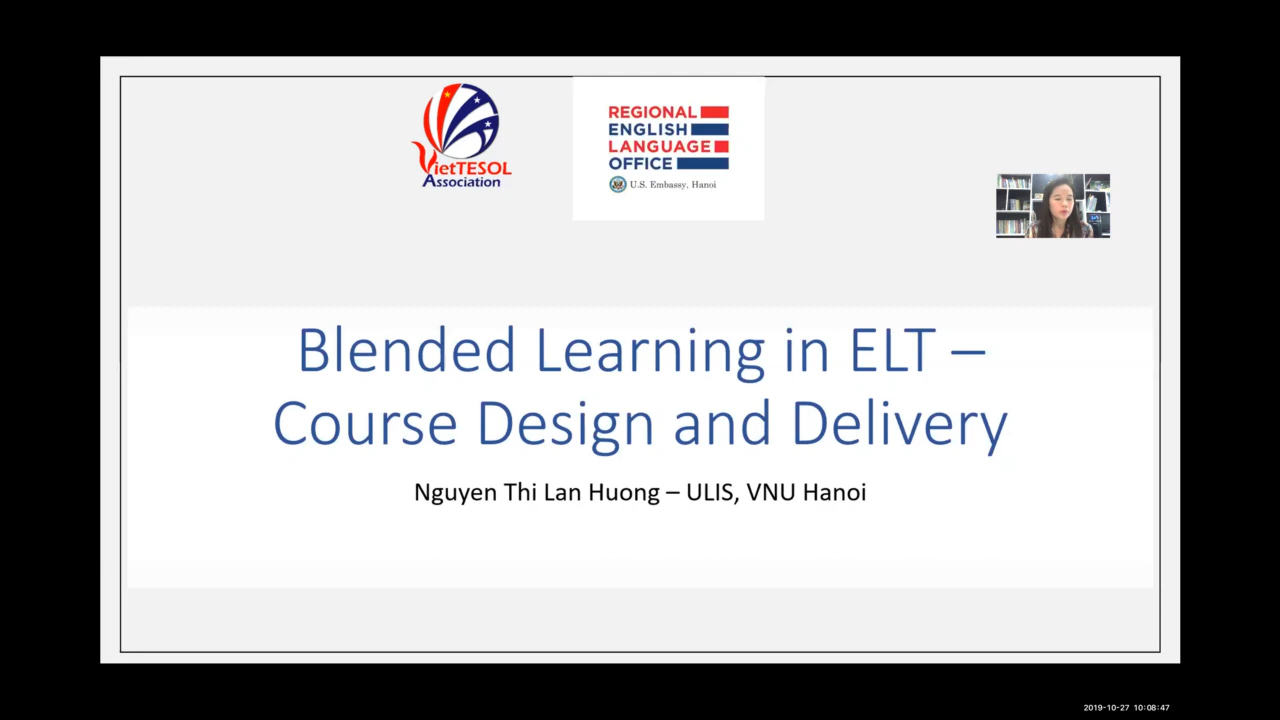 VietTESOL
Association
REGIONAL
ENGLISH
LANGUAGE
OFFICE
U.S. Embassy, Hanoi
Blended Learning in ELT –
Course Design and Delivery
Nguyen Thi Lan Huong – ULIS, VNU Hanoi
2019-10-27 10:08:47